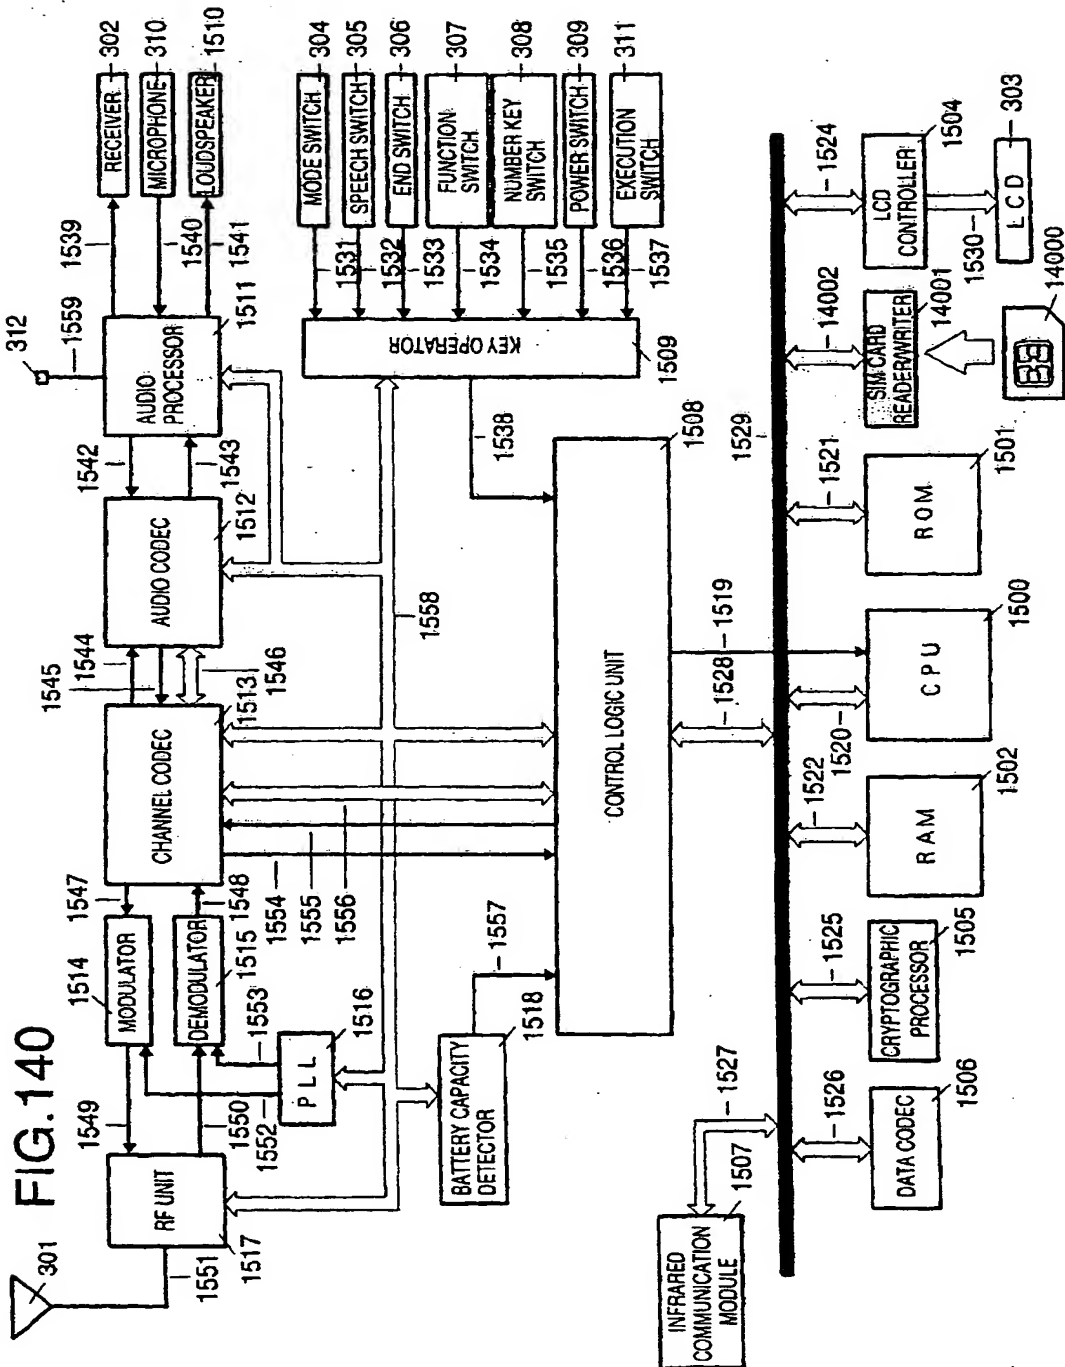 FIG.140
301
RF UNIT
1517
1551
1549
1550
1552
1553
1514
MODULATOR
DEMODULATOR
1515
PLL
1516
1547
1548
CHANNEL CODEC
1513
1554
1555
1556
1545
1544
1546
AUDIO CODEC
1512
1542
1543
AUDIO PROCESSOR
1511
312
1559
1539
1540
1541
RECEIVER
302
MICROPHONE
310
LOUDSPEAKER
1510
MODE SWITCH
304
SPEECH SWITCH
305
END SWITCH
306
FUNCTION SWITCH
307
NUMBER KEY SWITCH
308
POWER SWITCH
309
EXECUTION SWITCH
311
1531
1532
1533
1534
1535
1536
1537
KEY OPERATOR
1509
1538
1558
BATTERY CAPACITY DETECTOR
1518
1557
CONTROL LOGIC UNIT
1508
1528
1519
1529
INFRARED COMMUNICATION MODULE
1507
1527
1526
DATA CODEC
1506
1525
CRYPTOGRAPHIC PROCESSOR
1505
1522
RAM
1502
1520
CPU
1500
1521
ROM
1501
14002
SIM CARD READER/WRITER
14001
14000
1524
LCD CONTROLLER
1504
1530
LCD
303